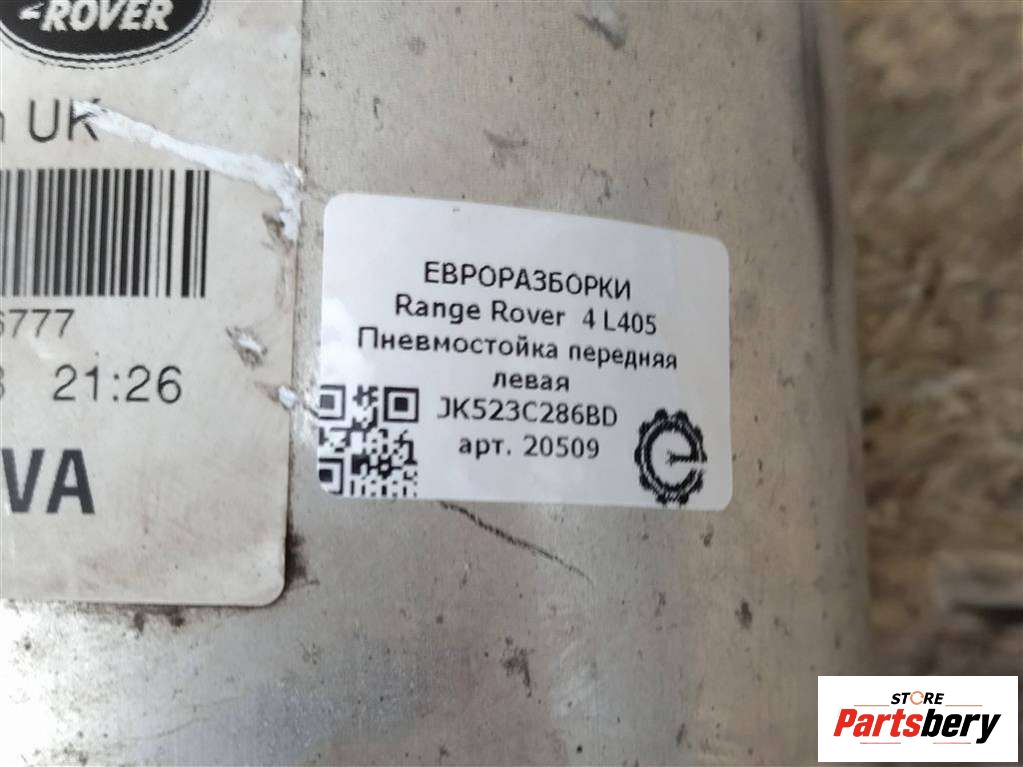 ROVER
UK
6777
21:26
VA
ЕВРОРАЗБОРКИ
Range Rover 4 L405
Пневмостойка передняя
левая
JK523C286BD
арт. 20509
STORE
Partsbery